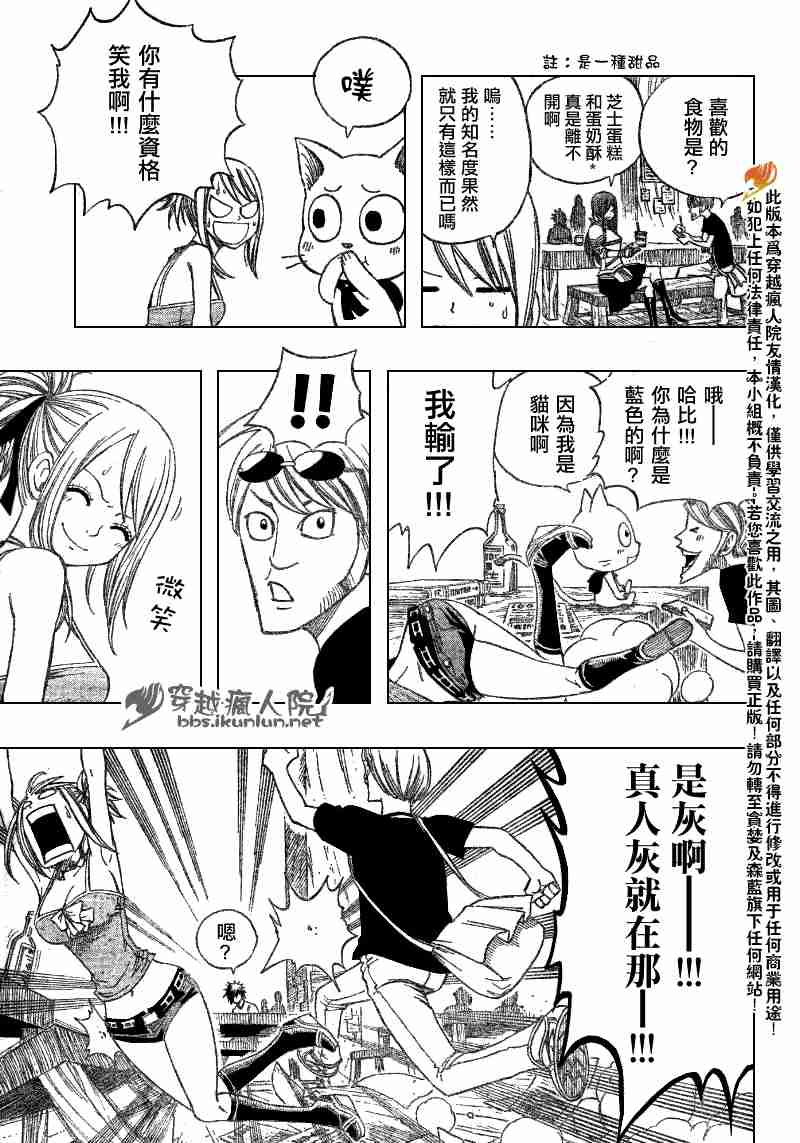 註：是一種甜品
喜歡的
食物是？
芝士蛋糕
和蛋奶酥*
真是離不
開啊
嗚……
我的知名度果然
就只有這樣而已嗎
噗
你有什麼資格
笑我啊!!!
哦——
哈比!!!
你為什麼是
藍色的啊？
因為我是
貓咪啊
我輸了!!!
!!
微笑
是灰啊——!!!
真人灰就在那—!!!
嗯？
穿越瘋人院
bbs.ikunlun.net
此版本爲穿越瘋人院友情漢化，僅供學習交流之用，其圖、翻譯以及任何部分不得進行修改或用于任何商業用途！
如犯上任何法律責任，本小組概不負責。若您喜歡此作品，請購買正版！請勿轉至貪婪及森藍旗下任何網站！